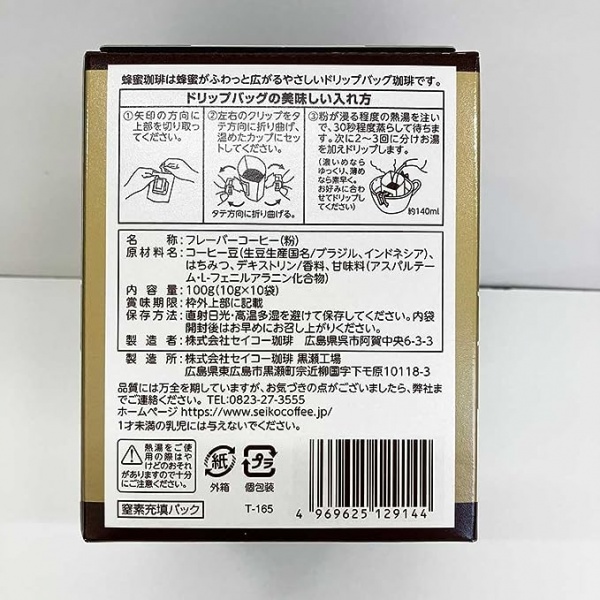 蜂蜜珈琲は蜂蜜がふわっと広がるやさしいドリップバッグ珈琲です。
ドリップバッグの美味しい入れ方
①矢印の方向に
上部を切り取っ
てください。
②左右のクリップをタ
テ方向に折り曲げ、
温めたカップにセッ
トしてください。
タテ方向に折り曲げる。
③粉が浸る程度の熱湯を注い
で、30秒程度蒸らして待ちま
す。次に2〜3回に分けお湯
を加えドリップします。
(濃いめなら
ゆっくり、薄め
なら素早く。
お好みに合わ
せてドリップし
てください。)
約140ml
名称:フレーバーコーヒー(粉)
原材料名:コーヒー豆(生豆生産国名/ブラジル、インドネシア)、
はちみつ、デキストリン/香料、甘味料(アスパルテー
ム・L-フェニルアラニン化合物)
内容量:100g(10g×10袋)
賞味期限:枠外上部に記載
保存方法:直射日光・高温多湿を避けて保存してください。内袋
開封後はお早めにお召し上がりください。
製造者:株式会社セイコー珈琲 広島県呉市阿賀中央6-3-3
製造所:株式会社セイコー珈琲 黒瀬工場
広島県東広島市黒瀬町宗近柳国字下モ原10118-3
品質には万全を期していますが、お気づきの点がございましたら、弊社ま
でご連絡ください。TEL.0823-27-3555
ホームページ https://www.seikocoffee.jp/
1才未満の乳児には与えないでください。
熱湯をご使
用の際はや
けどのおそれ
がありますので十分
にご注意ください。
紙
外箱
プラ
個包装
窒素充填パック
T-165
4 969625 129144